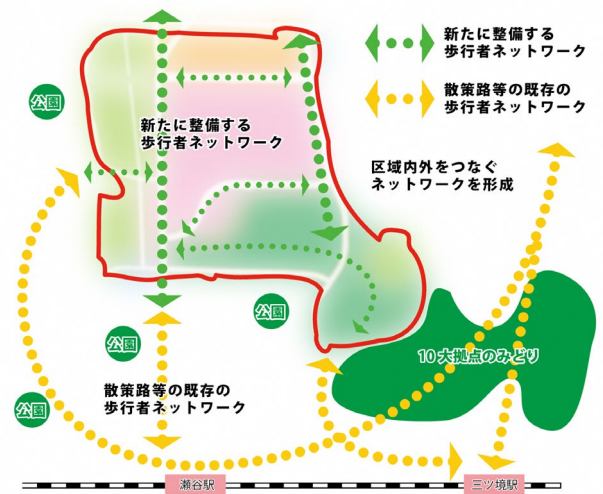 新たに整備する
歩行者ネットワーク
散策路等の既存の
歩行者ネットワーク
公園
新たに整備する
歩行者ネットワーク
区域内外をつなぐ
ネットワークを形成
公園
公園
10大拠点のみどり
散策路等の既存の
歩行者ネットワーク
公園
瀬谷駅
三ツ境駅